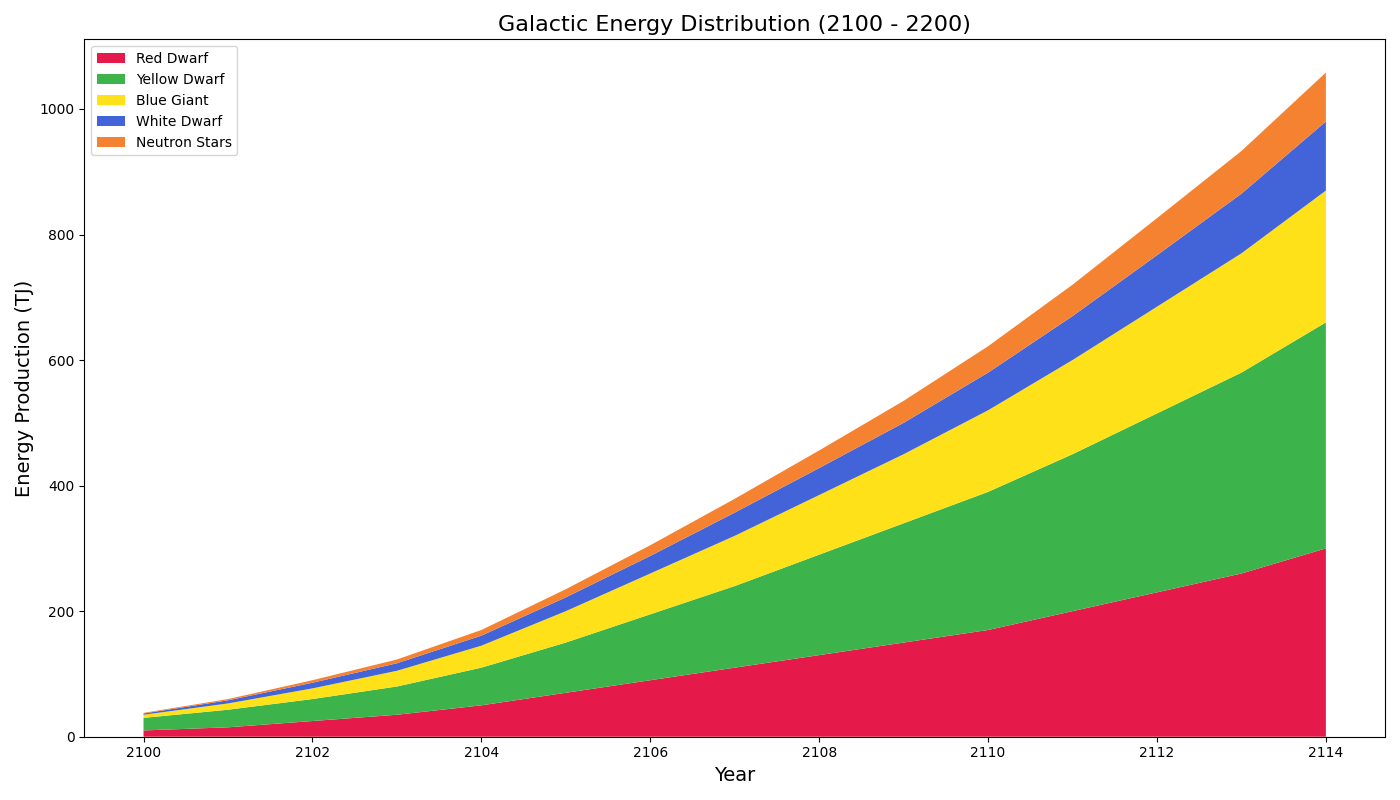 Galactic Energy Distribution (2100 - 2200)
Red Dwarf
Yellow Dwarf
Blue Giant
White Dwarf
Neutron Stars
Energy Production (TJ)
1000
800
600
400
200
0
2100 2102 2104 2106 2108 2110 2112 2114
Year